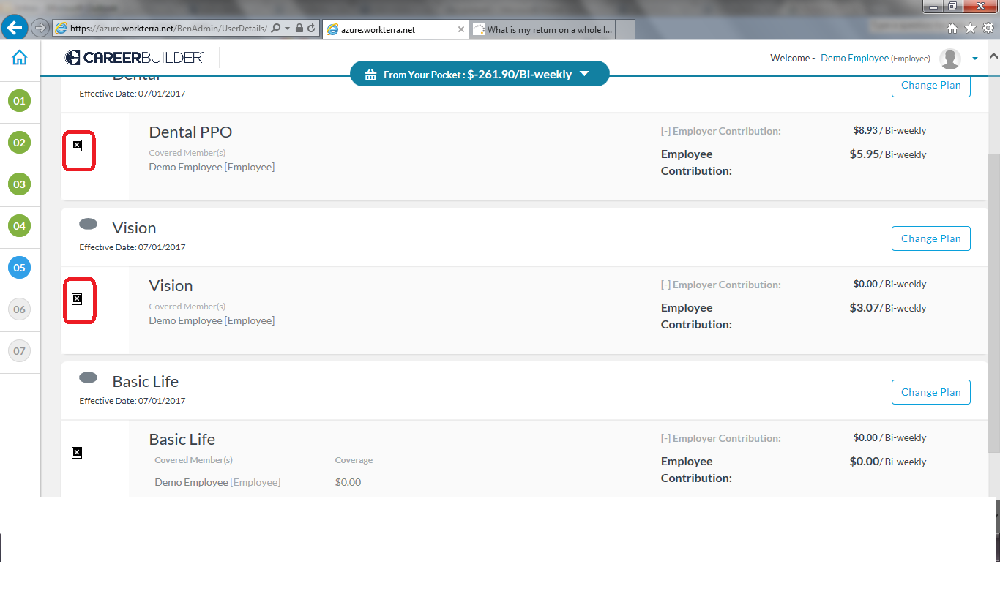 https://azure.workterra.net/BenAdmin/UserDetails/
azure.workterra.net
What is my return on a whole l...
CAREERBUILDER
Welcome - Demo Employee (Employee)
From Your Pocket : $-261.90/Bi-weekly
Dental
Effective Date: 07/01/2017
Change Plan
01
02
03
04
05
06
07
Dental PPO
Covered Member(s)
Demo Employee [Employee]
[-] Employer Contribution: $8.93 / Bi-weekly
Employee Contribution: $5.95/ Bi-weekly
Vision
Effective Date: 07/01/2017
Change Plan
Vision
Covered Member(s)
Demo Employee [Employee]
[-] Employer Contribution: $0.00 / Bi-weekly
Employee Contribution: $3.07/ Bi-weekly
Basic Life
Effective Date: 07/01/2017
Change Plan
Basic Life
Covered Member(s) Coverage
Demo Employee [Employee] $0.00
[-] Employer Contribution: $0.00 / Bi-weekly
Employee Contribution: $0.00/ Bi-weekly